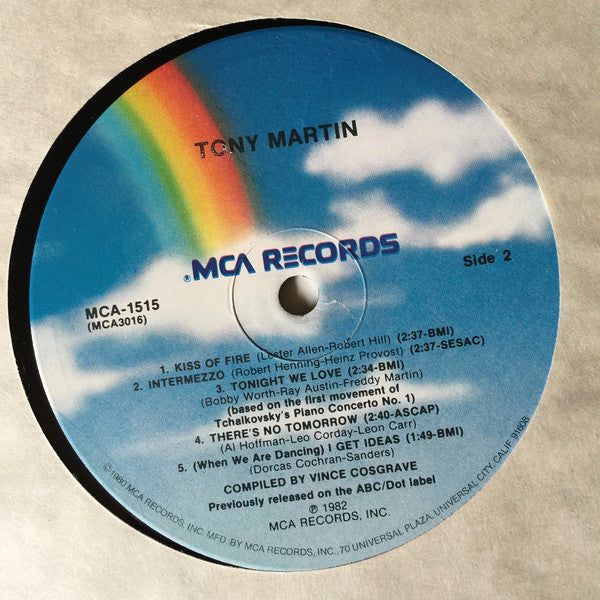 TONY MARTIN
®MCA RECORDS
Side 2
MCA-1515
(MCA3016)
1. KISS OF FIRE (Lester Allen-Robert Hill) (2:37-BMI)
2. INTERMEZZO (Robert Henning-Heinz Provost) (2:37-SESAC)
3. TONIGHT WE LOVE (2:34-BMI)
(Bobby Worth-Ray Austin-Freddy Martin)
(based on the first movement of
Tchaikovsky's Piano Concerto No. 1)
4. THERE'S NO TOMORROW (2:40-ASCAP)
(Al Hoffman-Leo Corday-Leon Carr)
5. (When We Are Dancing) I GET IDEAS (1:49-BMI)
(Dorcas Cochran-Sanders)
COMPILED BY VINCE COSGRAVE
Previously released on the ABC/Dot label
℗ 1982
MCA RECORDS, INC.
©1980 MCA RECORDS, INC. MFD BY MCA RECORDS, INC., 70 UNIVERSAL PLAZA, UNIVERSAL CITY, CALIF. 91608